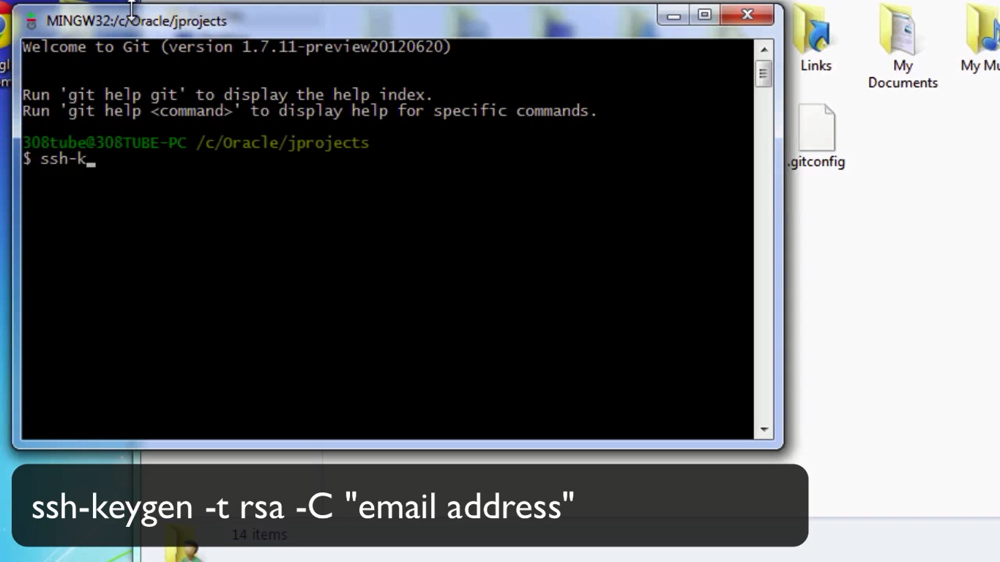 MINGW32:/c/Oracle/jprojects
Welcome to Git (version 1.7.11-preview20120620)
Run 'git help git' to display the help index.
Run 'git help <command>' to display help for specific commands.
308tube@308TUBE-PC /c/Oracle/jprojects
$ ssh-k
Links
My
Documents
My Mu
.gitconfig
ssh-keygen -t rsa -C "email address"
14 items